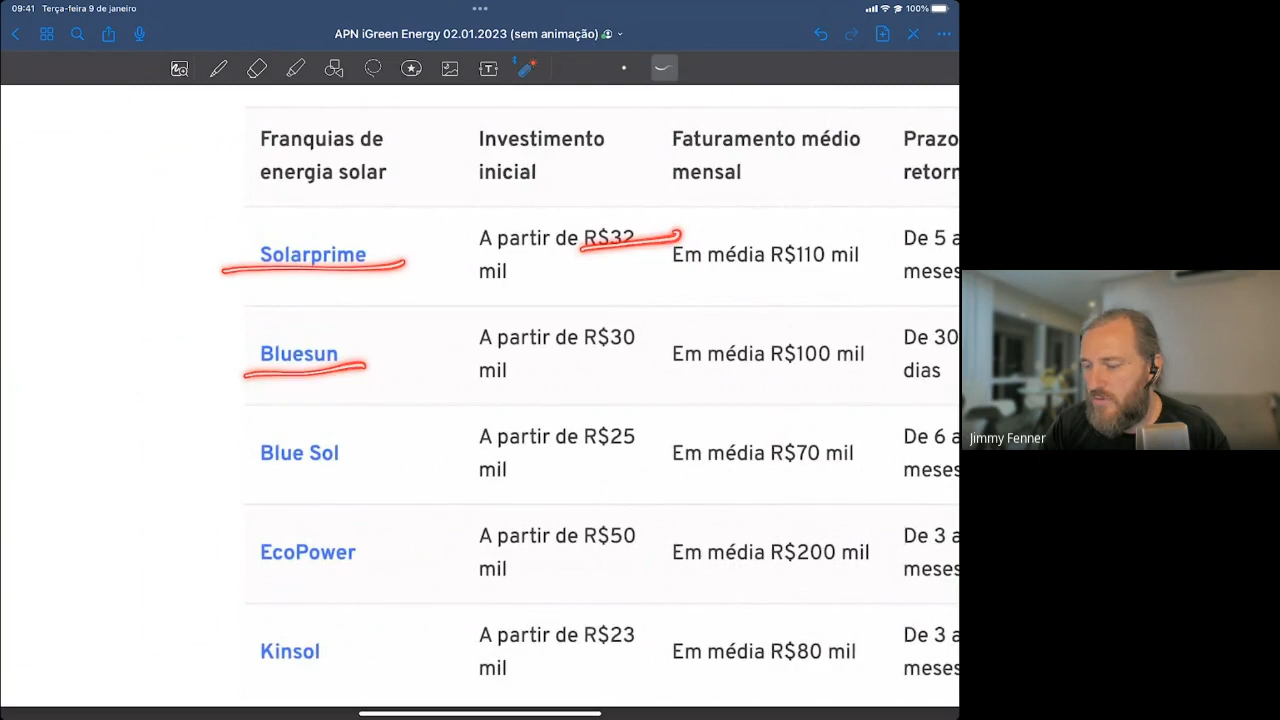 09:41 Terça-feira 9 de janeiro
100%
APN iGreen Energy 02.01.2023 (sem animação)
Franquias de energia solar
Investimento inicial
Faturamento médio mensal
Prazo
retorn
Solarprime
A partir de R$32 mil
Em média R$110 mil
De 5 a
meses
Bluesun
A partir de R$30 mil
Em média R$100 mil
De 30
dias
Blue Sol
A partir de R$25 mil
Em média R$70 mil
De 6 a
meses
EcoPower
A partir de R$50 mil
Em média R$200 mil
De 3 a
meses
Kinsol
A partir de R$23 mil
Em média R$80 mil
De 3 a
meses
Jimmy Fenner